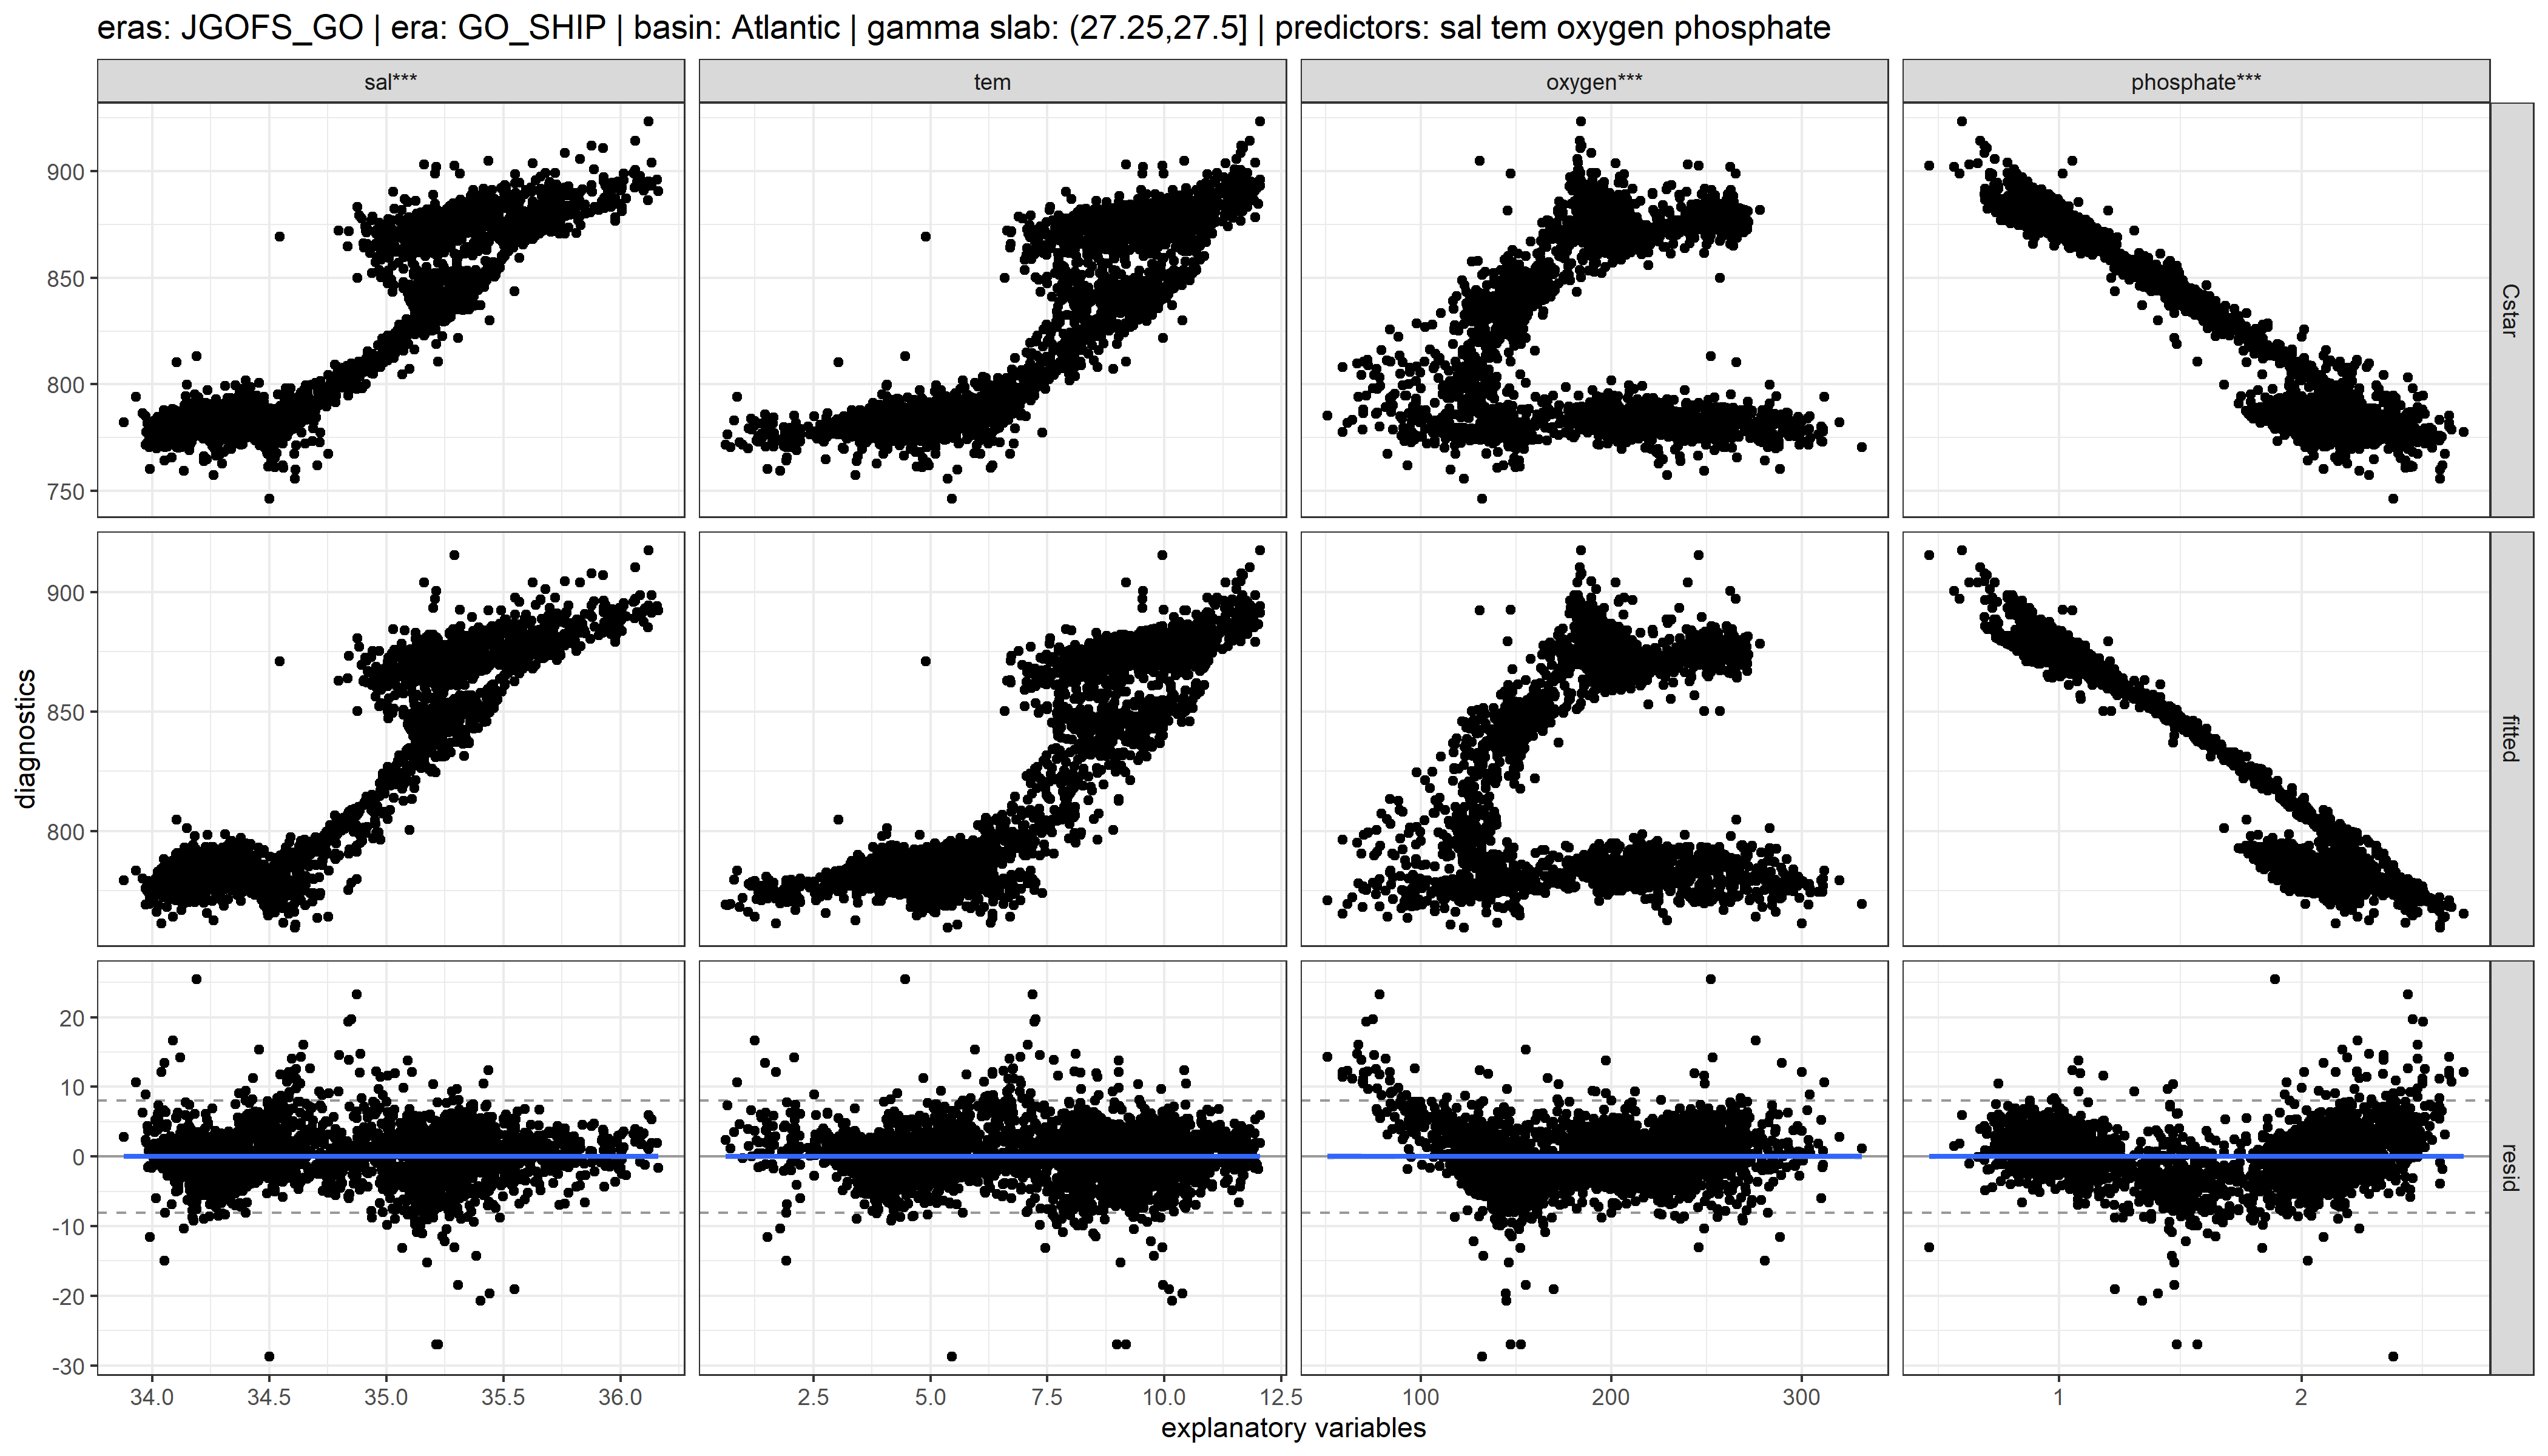 eras: JGOFS_GO | era: GO_SHIP | basin: Atlantic | gamma slab: (27.25,27.5] | predictors: sal tem oxygen phosphate
sal***
tem
oxygen***
phosphate***
900
850
800
750
Cstar
900
850
800
fitted
diagnostics
20
10
0
-10
-20
-30
resid
34.0 34.5 35.0 35.5 36.0
2.5 5.0 7.5 10.0 12.5
100 200 300
1 2
explanatory variables